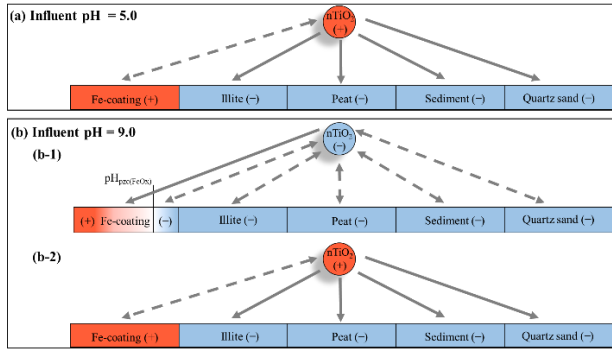 (a) Influent pH = 5.0
nTiO₂
(+)
Fe-coating (+) Illite (−) Peat (−) Sediment (−) Quartz sand (−)
(b) Influent pH = 9.0
(b-1)
nTiO₂
(−)
pHpzc(FeOx)
(+) Fe-coating (−) Illite (−) Peat (−) Sediment (−) Quartz sand (−)
(b-2)
nTiO₂
(+)
Fe-coating (+) Illite (−) Peat (−) Sediment (−) Quartz sand (−)